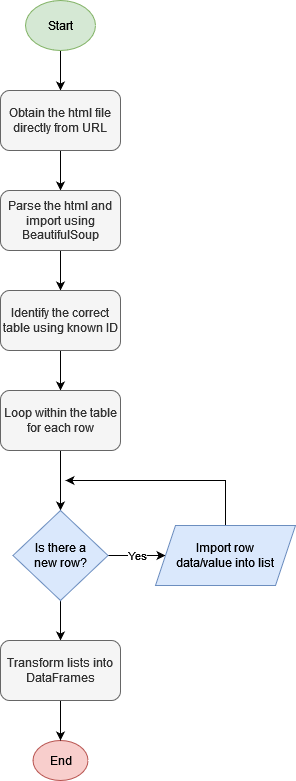 Start
Obtain the html file
directly from URL
Parse the html and
import using
BeautifulSoup
Identify the correct
table using known ID
Loop within the table
for each row
Is there a
new row?
Yes
Import row
data/value into list
Transform lists into
DataFrames
End